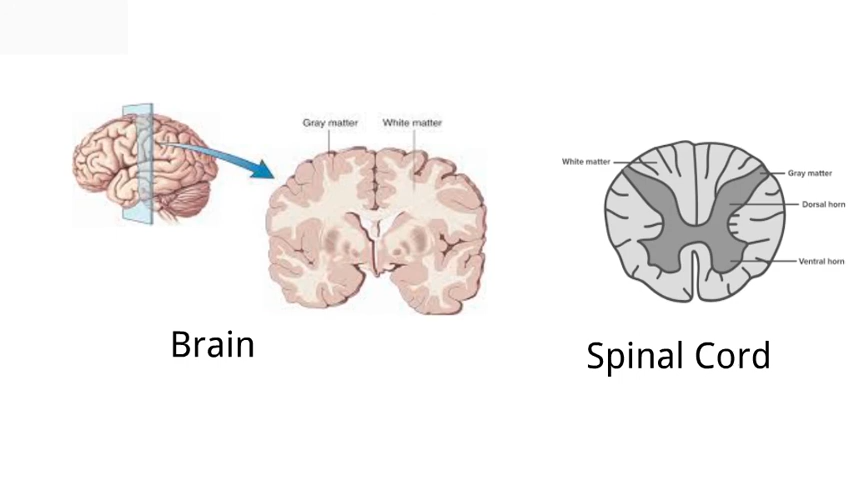 Gray matter
White matter
Brain
White matter
Gray matter
Dorsal horn
Ventral horn
Spinal Cord